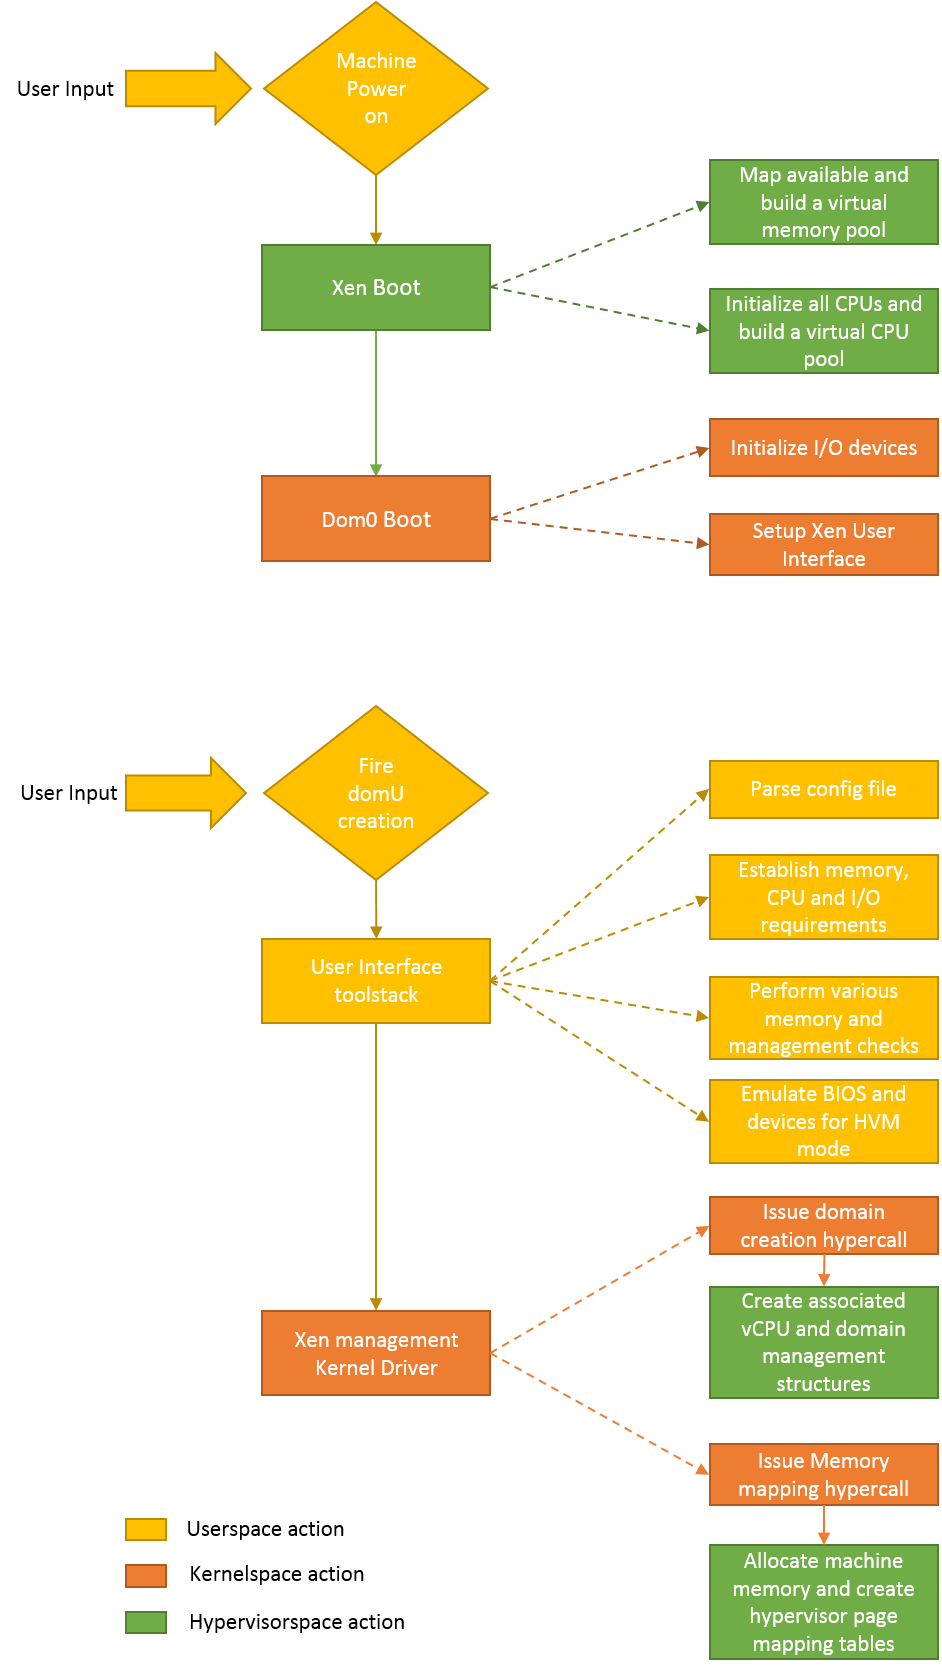 User Input
Machine
Power
on
Map available and
build a virtual
memory pool
Xen Boot
Initialize all CPUs and
build a virtual CPU
pool
Initialize I/O devices
Dom0 Boot
Setup Xen User
Interface
User Input
Fire
domU
creation
Parse config file
Establish memory,
CPU and I/O
requirements
User Interface
toolstack
Perform various
memory and
management checks
Emulate BIOS and
devices for HVM
mode
Issue domain
creation hypercall
Xen management
Kernel Driver
Create associated
vCPU and domain
management
structures
Issue Memory
mapping hypercall
Allocate machine
memory and create
hypervisor page
mapping tables
Userspace action
Kernelspace action
Hypervisorspace action